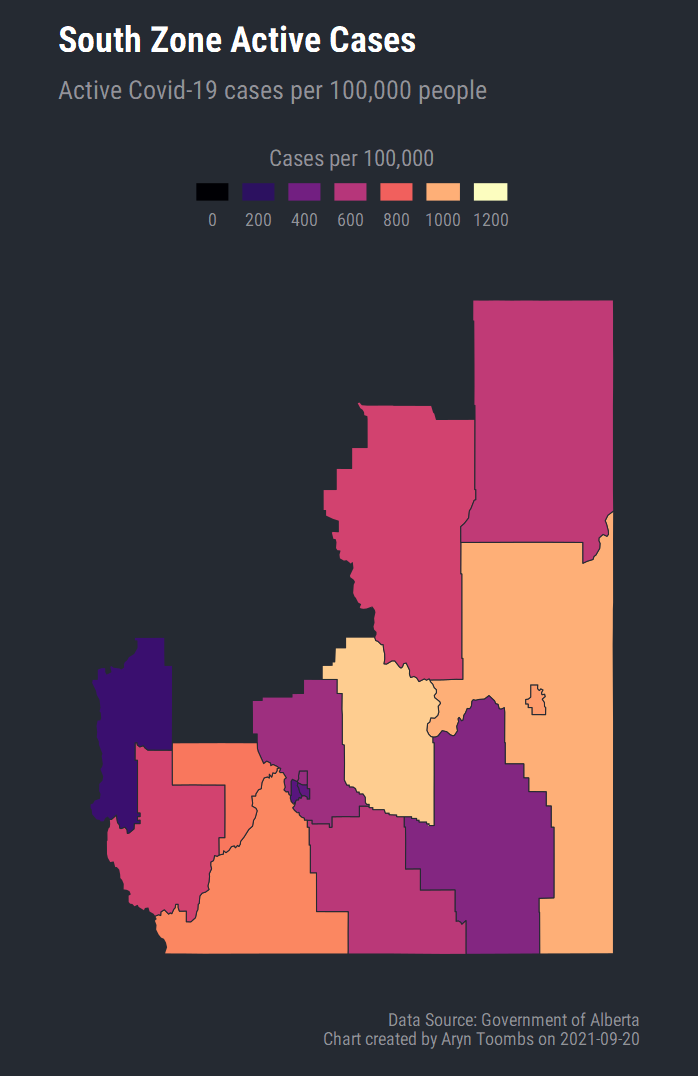 South Zone Active Cases
Active Covid-19 cases per 100,000 people
Cases per 100,000
0 200 400 600 800 1000 1200
Data Source: Government of Alberta
Chart created by Aryn Toombs on 2021-09-20